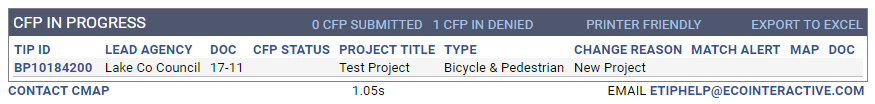 CFP IN PROGRESS 0 CFP SUBMITTED 1 CFP IN DENIED PRINTER FRIENDLY EXPORT TO EXCEL
TIP ID LEAD AGENCY DOC CFP STATUS PROJECT TITLE TYPE CHANGE REASON MATCH ALERT MAP DOC
BP10184200 Lake Co Council 17-11 Test Project Bicycle & Pedestrian New Project
CONTACT CMAP 1.05s EMAIL ETIPHELP@ECOINTERACTIVE.COM